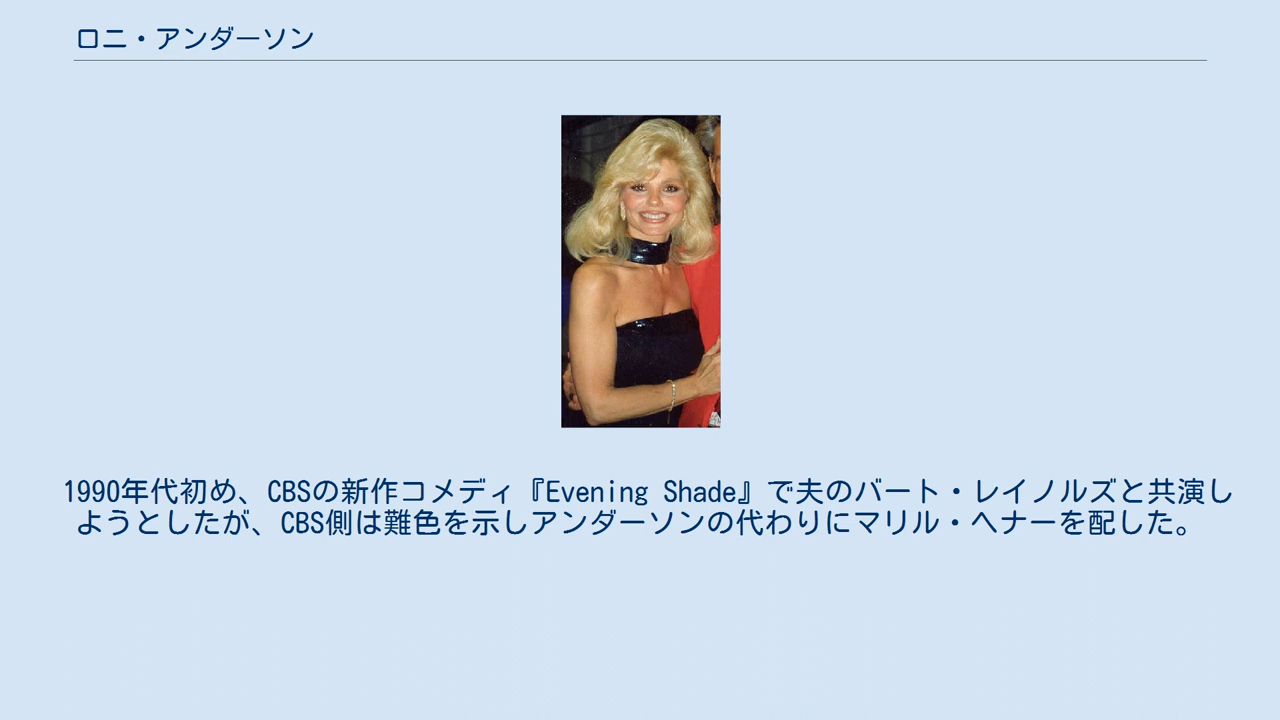 ロニ・アンダーソン
1990年代初め、CBSの新作コメディ『Evening Shade』で夫のバート・レイノルズと共演し
ようとしたが、CBS側は難色を示しアンダーソンの代わりにマリル・ヘナーを配した。